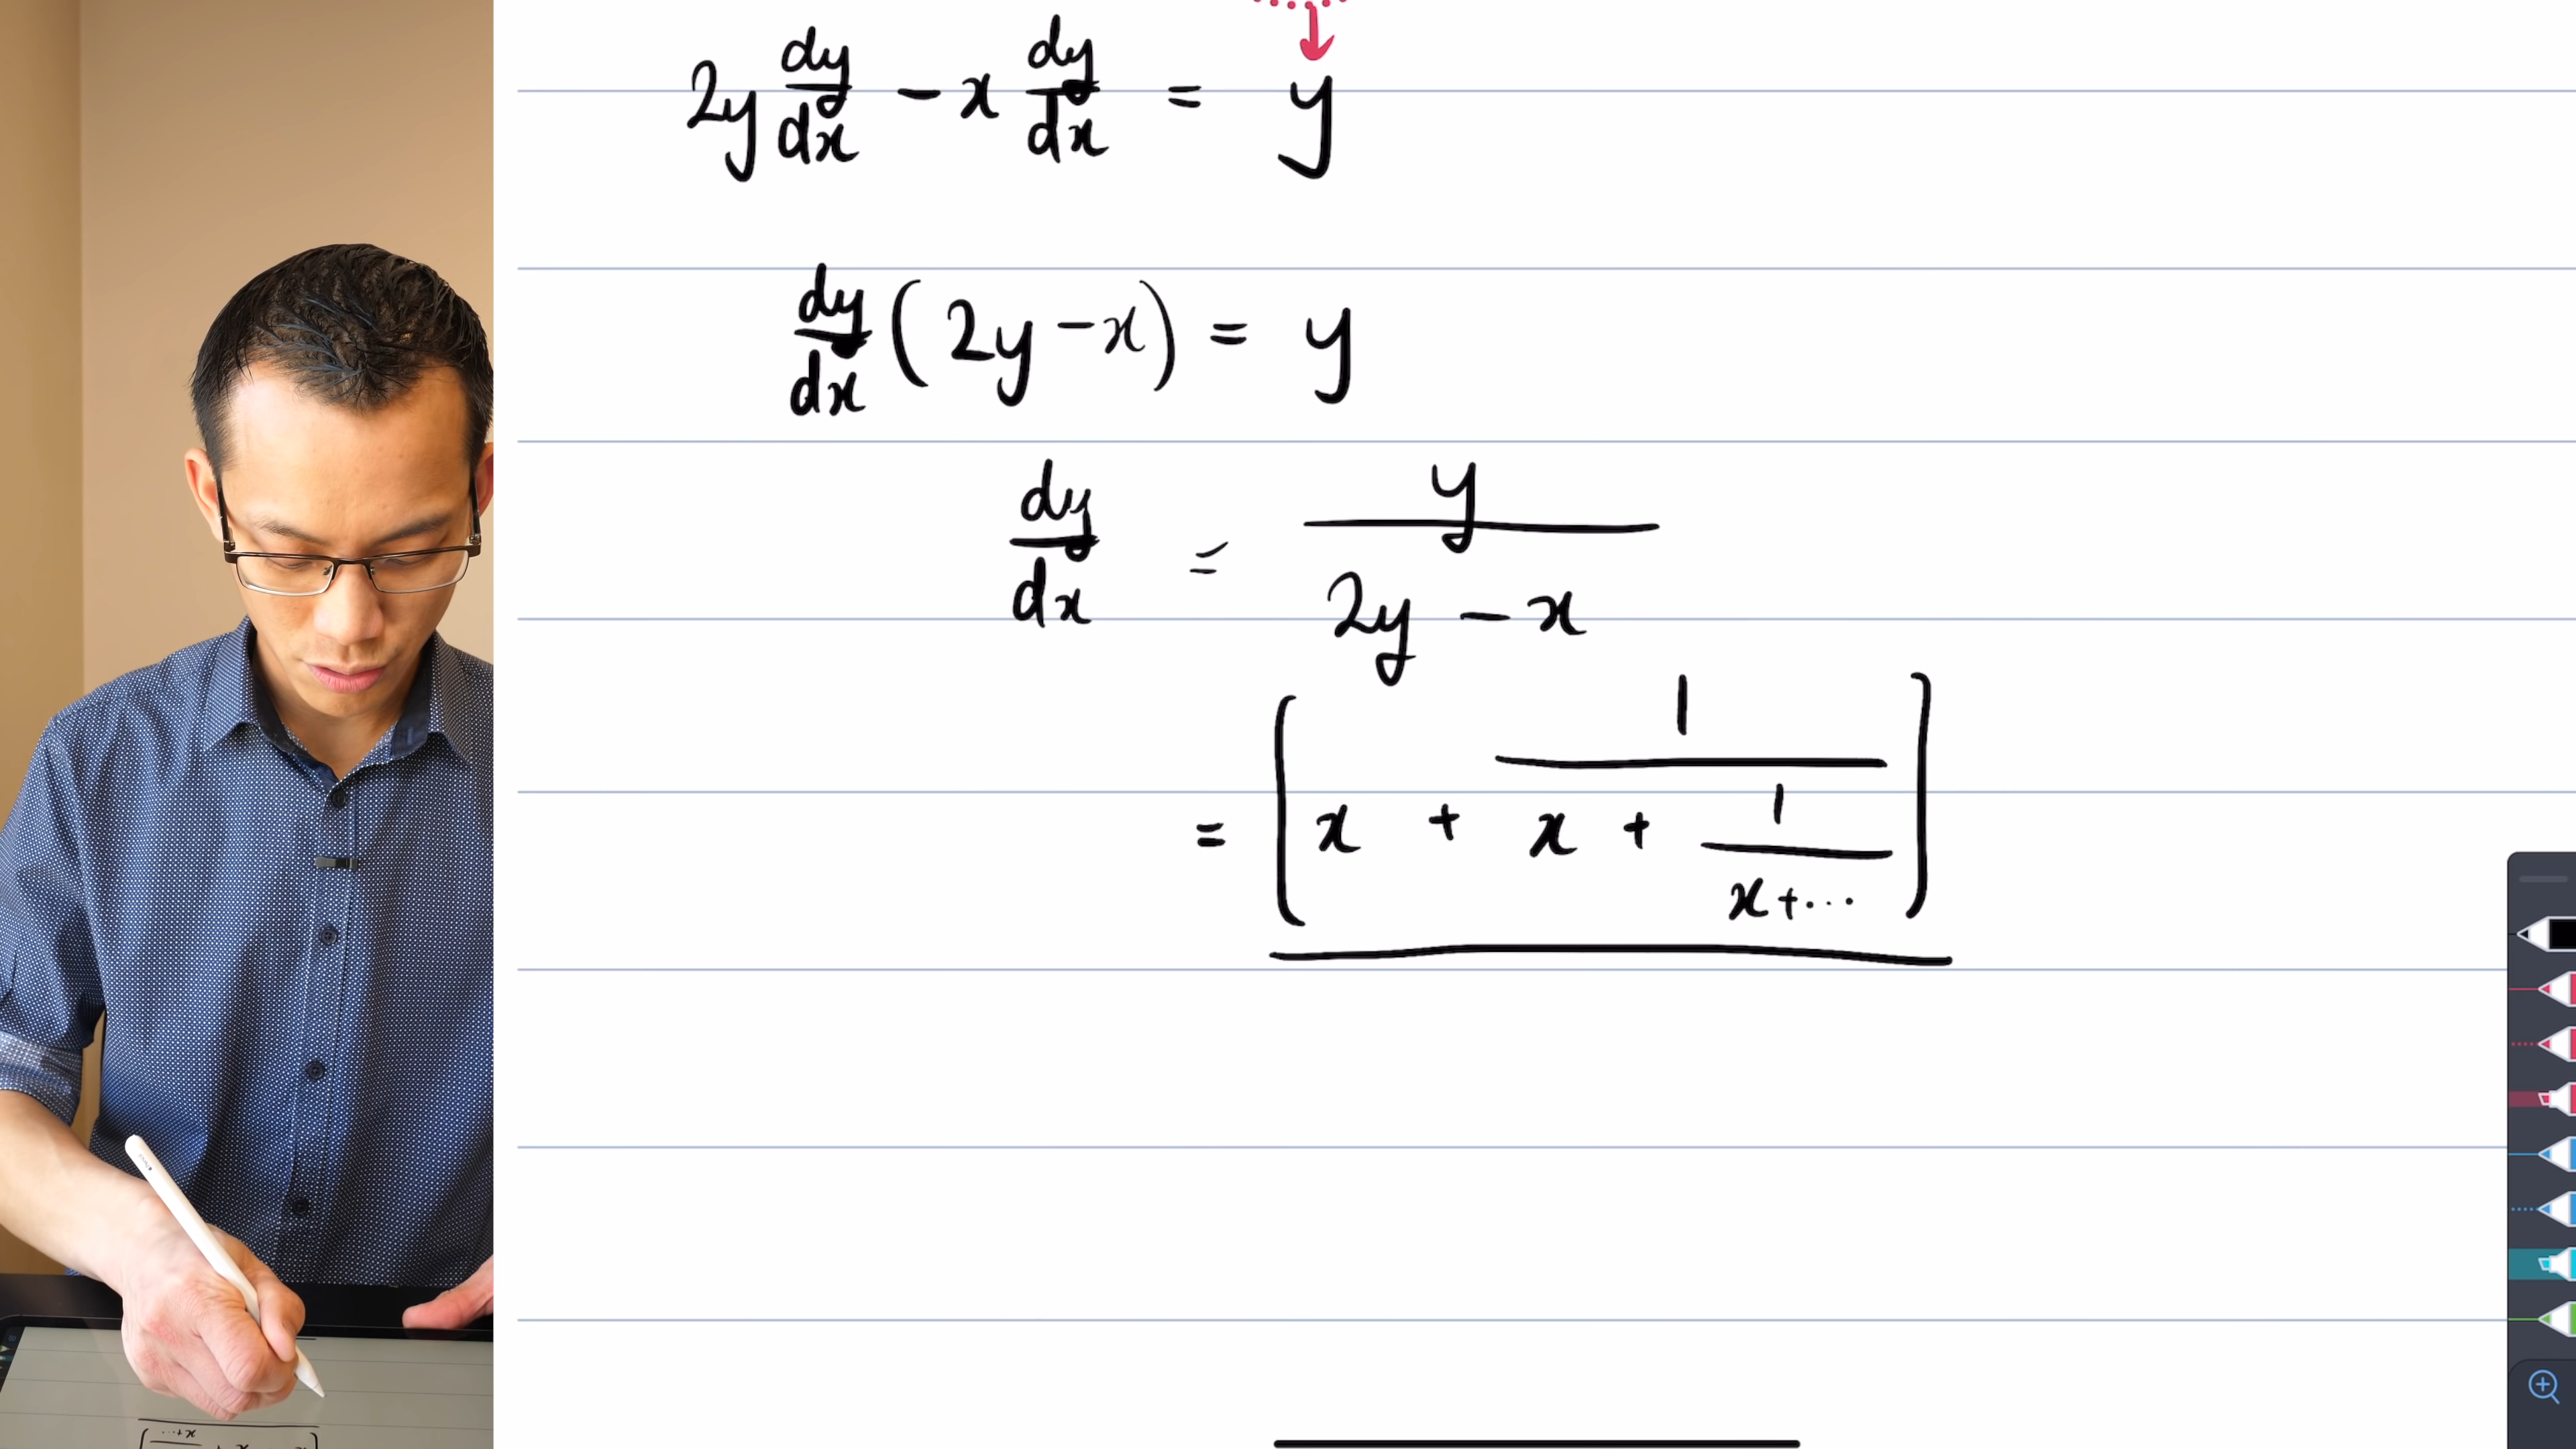 2y dy/dx - x dy/dx = y
dy/dx (2y - x) = y
dy/dx = y/(2y - x)
= [x + 1/(x + 1/(x+...))]